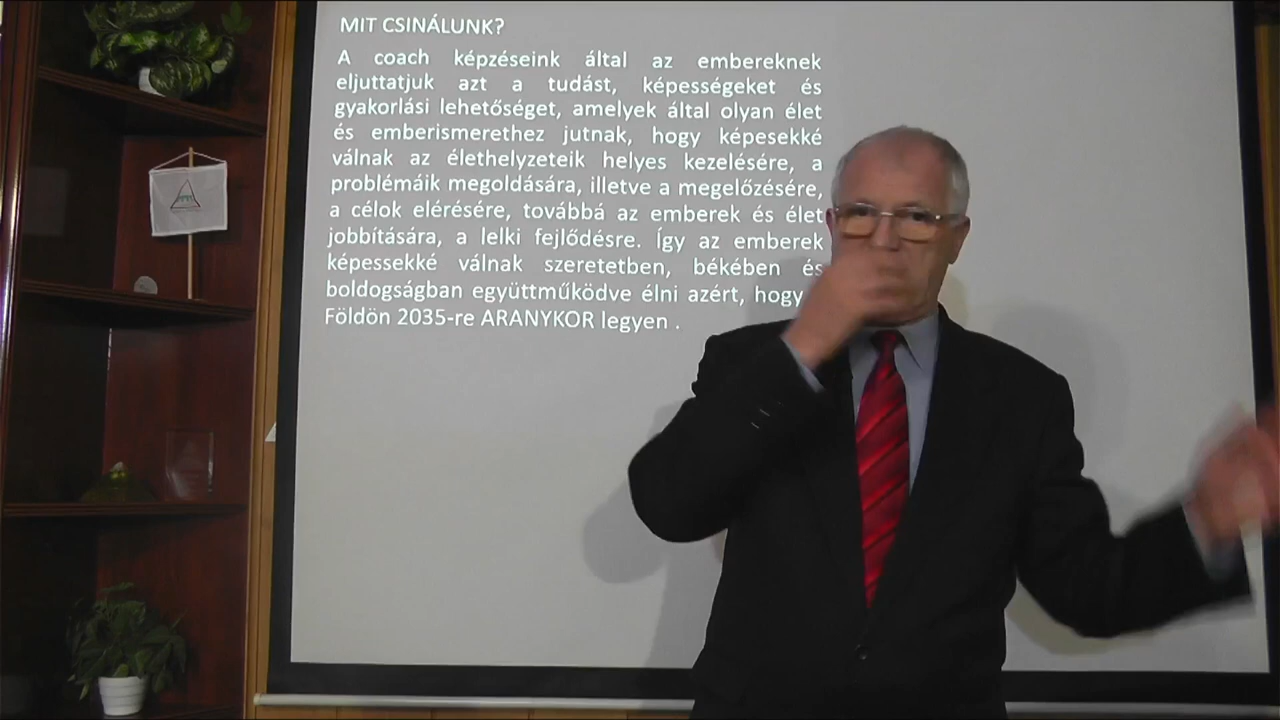 MIT CSINÁLUNK?
A coach képzéseink által az embereknek
eljuttatjuk azt a tudást, képességeket és
gyakorlási lehetőséget, amelyek által olyan élet
és emberismerethez jutnak, hogy képesekké
válnak az élethelyzeteik helyes kezelésére, a
problémáik megoldására, illetve a megelőzésére,
a célok elérésére, továbbá az emberek és élet
jobbítására, a lelki fejlődésre. Így az emberek
képessekké válnak szeretetben, békében és
boldogságban együttműködve élni azért, hogy
Földön 2035-re ARANYKOR legyen .